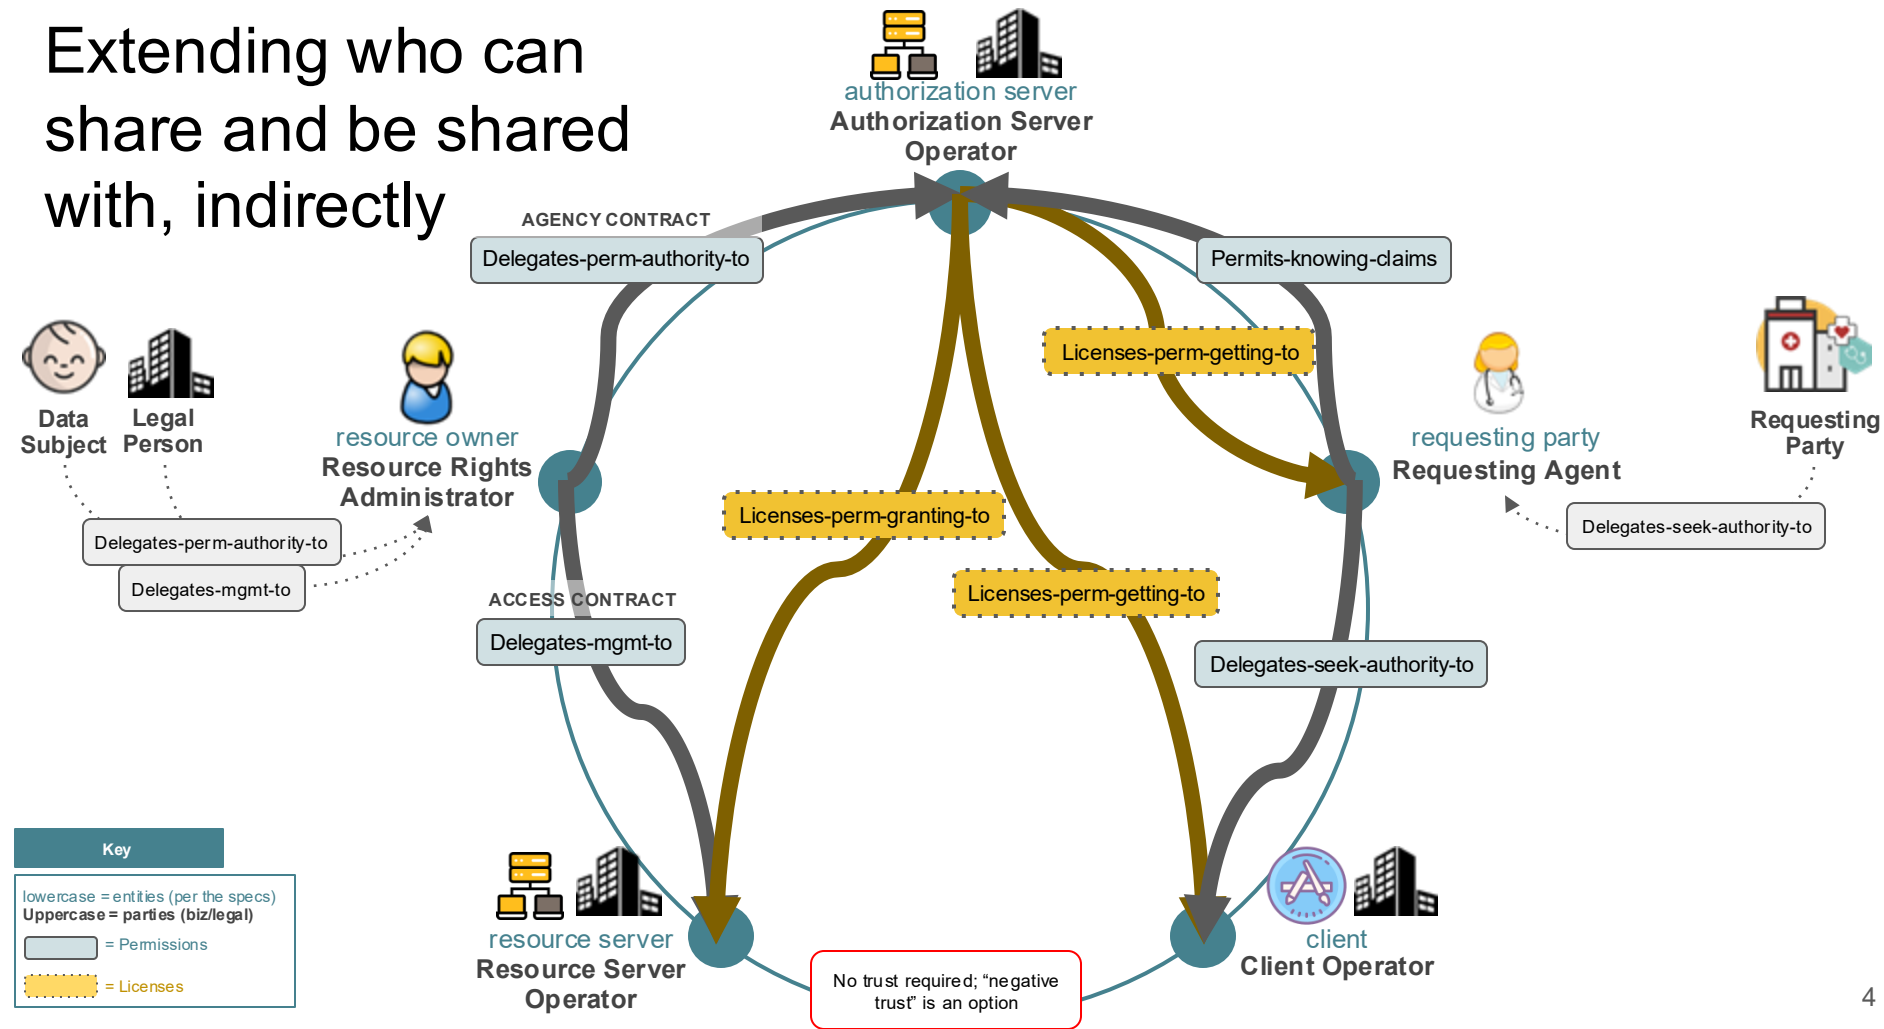 Extending who can
share and be shared
with, indirectly
authorization server
Authorization Server
Operator
AGENCY CONTRACT
Delegates-perm-authority-to
Permits-knowing-claims
Licenses-perm-getting-to
Data
Subject
Legal
Person
resource owner
Resource Rights
Administrator
requesting party
Requesting Agent
Requesting
Party
Delegates-perm-authority-to
Delegates-mgmt-to
Licenses-perm-granting-to
Delegates-seek-authority-to
ACCESS CONTRACT
Delegates-mgmt-to
Licenses-perm-getting-to
Delegates-seek-authority-to
Key
lowercase = entities (per the specs)
Uppercase = parties (biz/legal)
= Permissions
= Licenses
resource server
Resource Server
Operator
No trust required; “negative
trust” is an option
client
Client Operator
4